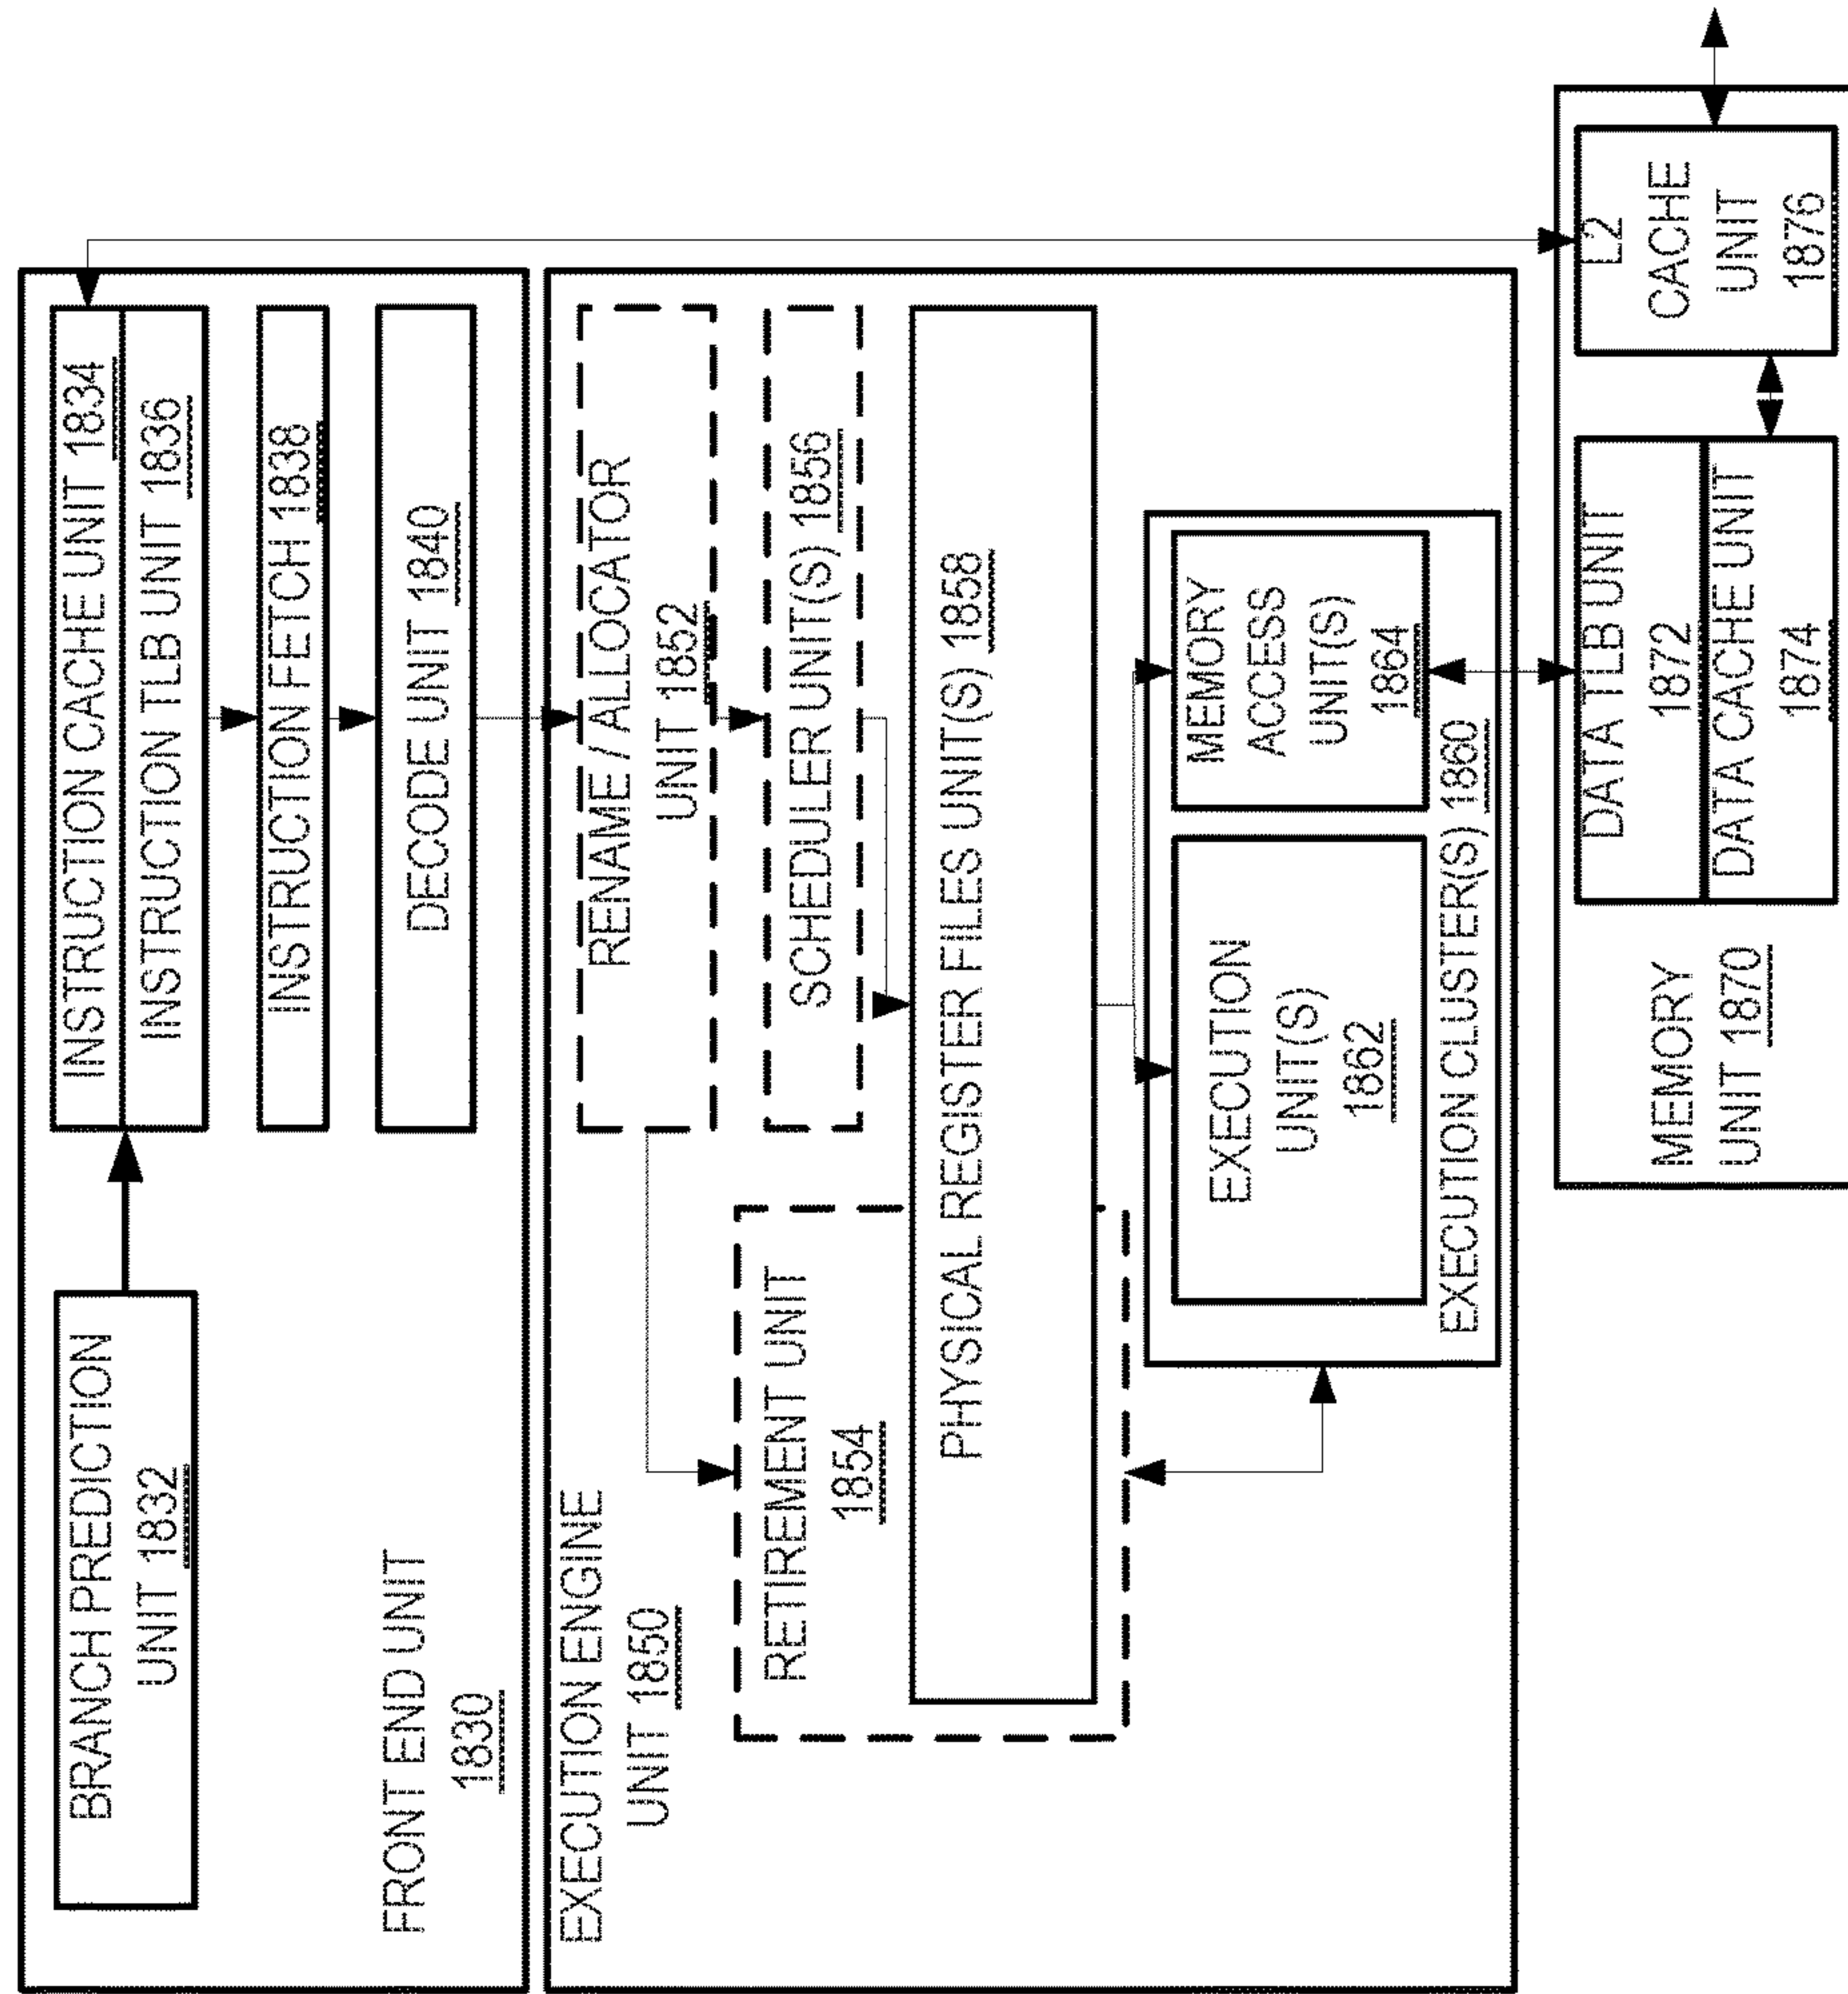 BRANCH PREDICTION
UNIT 1832
INSTRUCTION CACHE UNIT 1834
INSTRUCTION TLB UNIT 1836
INSTRUCTION FETCH 1838
DECODE UNIT 1840
FRONT END UNIT
1830
EXECUTION ENGINE
UNIT 1850
RENAME / ALLOCATOR
UNIT 1852
RETIREMENT UNIT
1854
SCHEDULER UNIT(S) 1856
PHYSICAL REGISTER FILES UNIT(S) 1858
EXECUTION
UNIT(S)
1862
MEMORY
ACCESS
UNIT(S)
1864
EXECUTION CLUSTER(S) 1860
MEMORY
UNIT 1870
DATA TLB UNIT
1872
DATA CACHE UNIT
1874
L2
CACHE
UNIT
1876